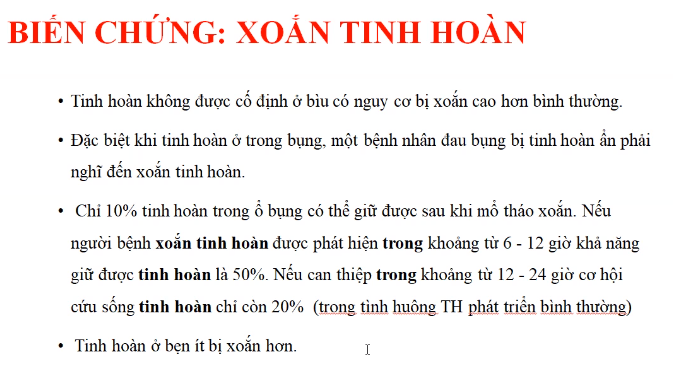 BIẾN CHỨNG: XOẮN TINH HOÀN
• Tinh hoàn không được cố định ở bìu có nguy cơ bị xoắn cao hơn bình thường.
• Đặc biệt khi tinh hoàn ở trong bụng, một bệnh nhân đau bụng bị tinh hoàn ẩn phải
nghĩ đến xoắn tinh hoàn.
• Chỉ 10% tinh hoàn trong ổ bụng có thể giữ được sau khi mổ tháo xoắn. Nếu
người bệnh xoắn tinh hoàn được phát hiện trong khoảng từ 6 - 12 giờ khả năng
giữ được tinh hoàn là 50%. Nếu can thiệp trong khoảng từ 12 - 24 giờ cơ hội
cứu sống tinh hoàn chỉ còn 20% (trong tình huông TH phát triển bình thường)
• Tinh hoàn ở bẹn ít bị xoắn hơn.